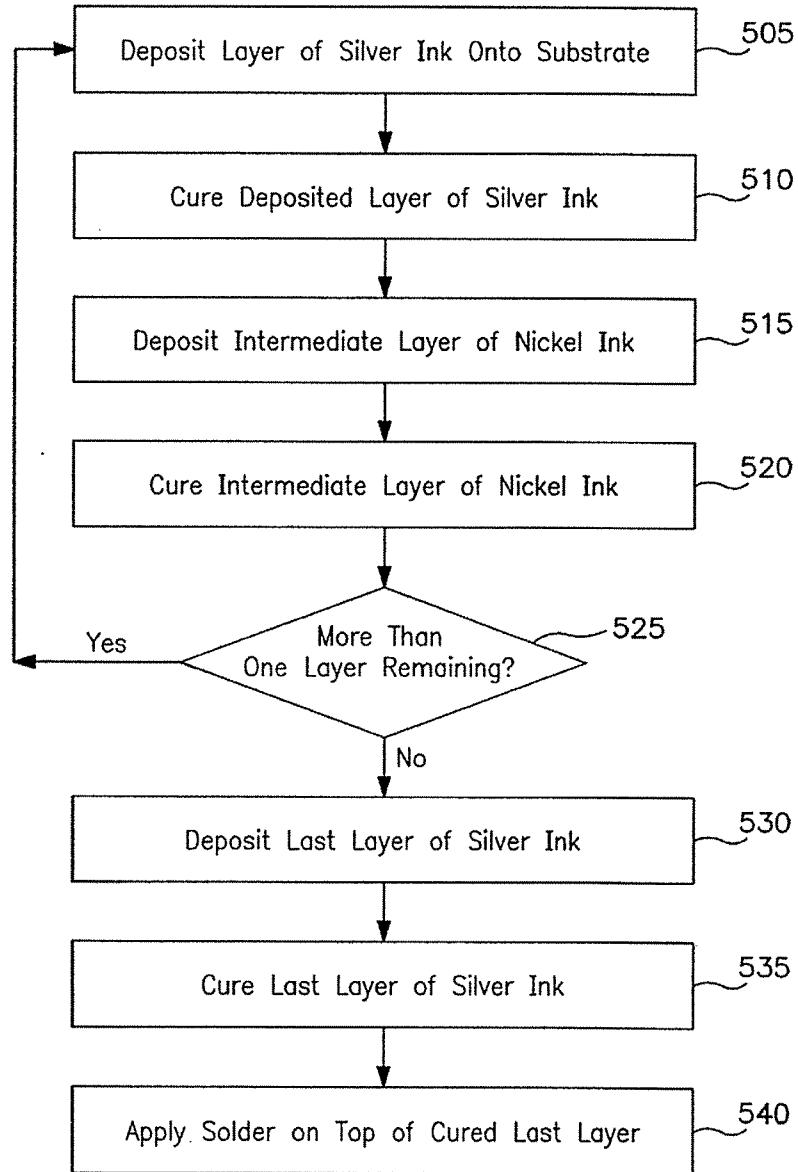 Deposit Layer of Silver Ink Onto Substrate 505
Cure Deposited Layer of Silver Ink 510
Deposit Intermediate Layer of Nickel Ink 515
Cure Intermediate Layer of Nickel Ink 520
More Than
One Layer Remaining?
525
Yes
No
Deposit Last Layer of Silver Ink 530
Cure Last Layer of Silver Ink 535
Apply Solder on Top of Cured Last Layer 540